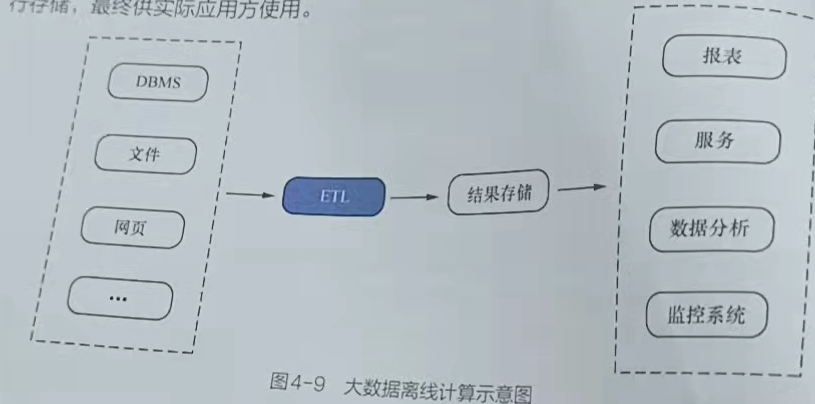 行存储，最终供实际应用方使用。
DBMS
文件
网页
...
ETL
结果存储
报表
服务
数据分析
监控系统
图4-9 大数据离线计算示意图